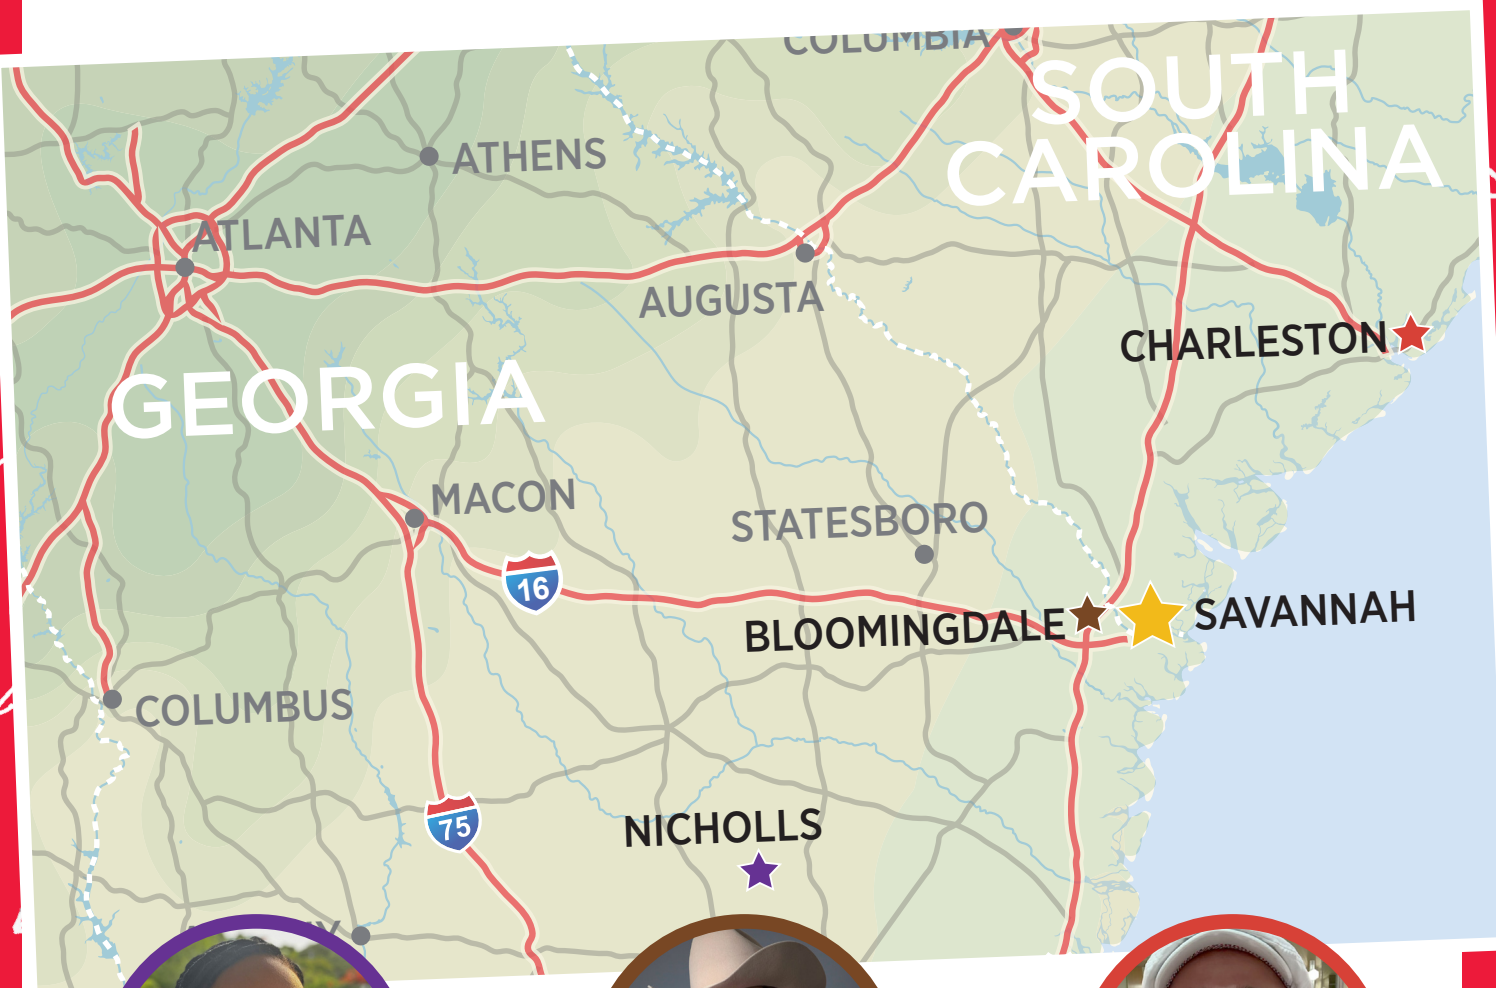 COLUMBIA
SOUTH
CAROLINA
ATHENS
ATLANTA
AUGUSTA
CHARLESTON
GEORGIA
MACON
STATESBORO
16
BLOOMINGDALE
SAVANNAH
COLUMBUS
75
NICHOLLS